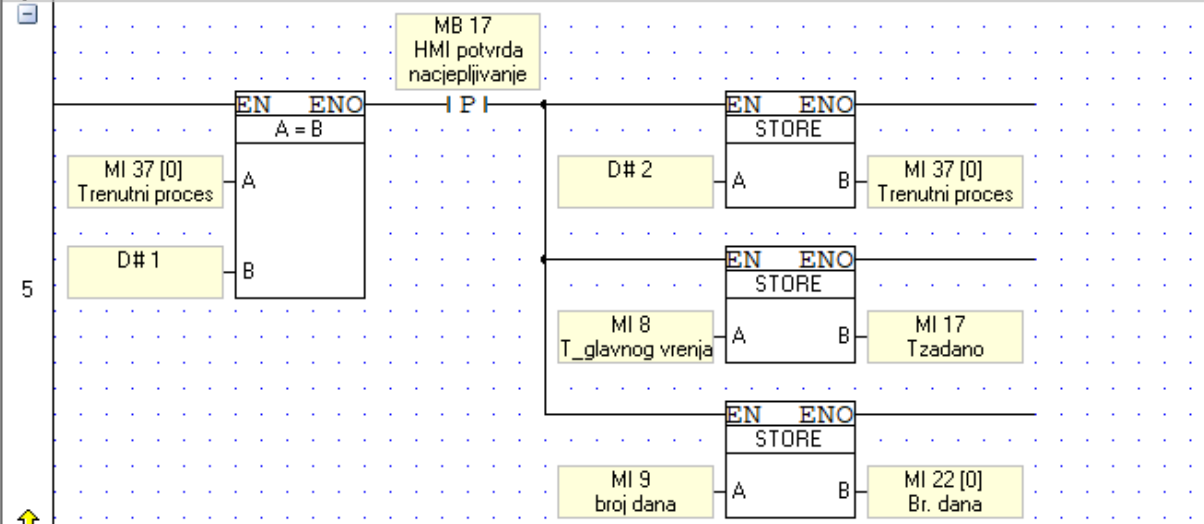 MB 17
HMI potvrda
nacjepljivanje
EN ENO
A = B
P
EN ENO
STORE
MI 37 [0]
Trenutni proces
A
D# 2
A
B
MI 37 [0]
Trenutni proces
D# 1
B
EN ENO
STORE
5
MI 8
T_glavnog vrenja
A
B
MI 17
Tzadano
EN ENO
STORE
MI 9
broj dana
A
B
MI 22 [0]
Br. dana